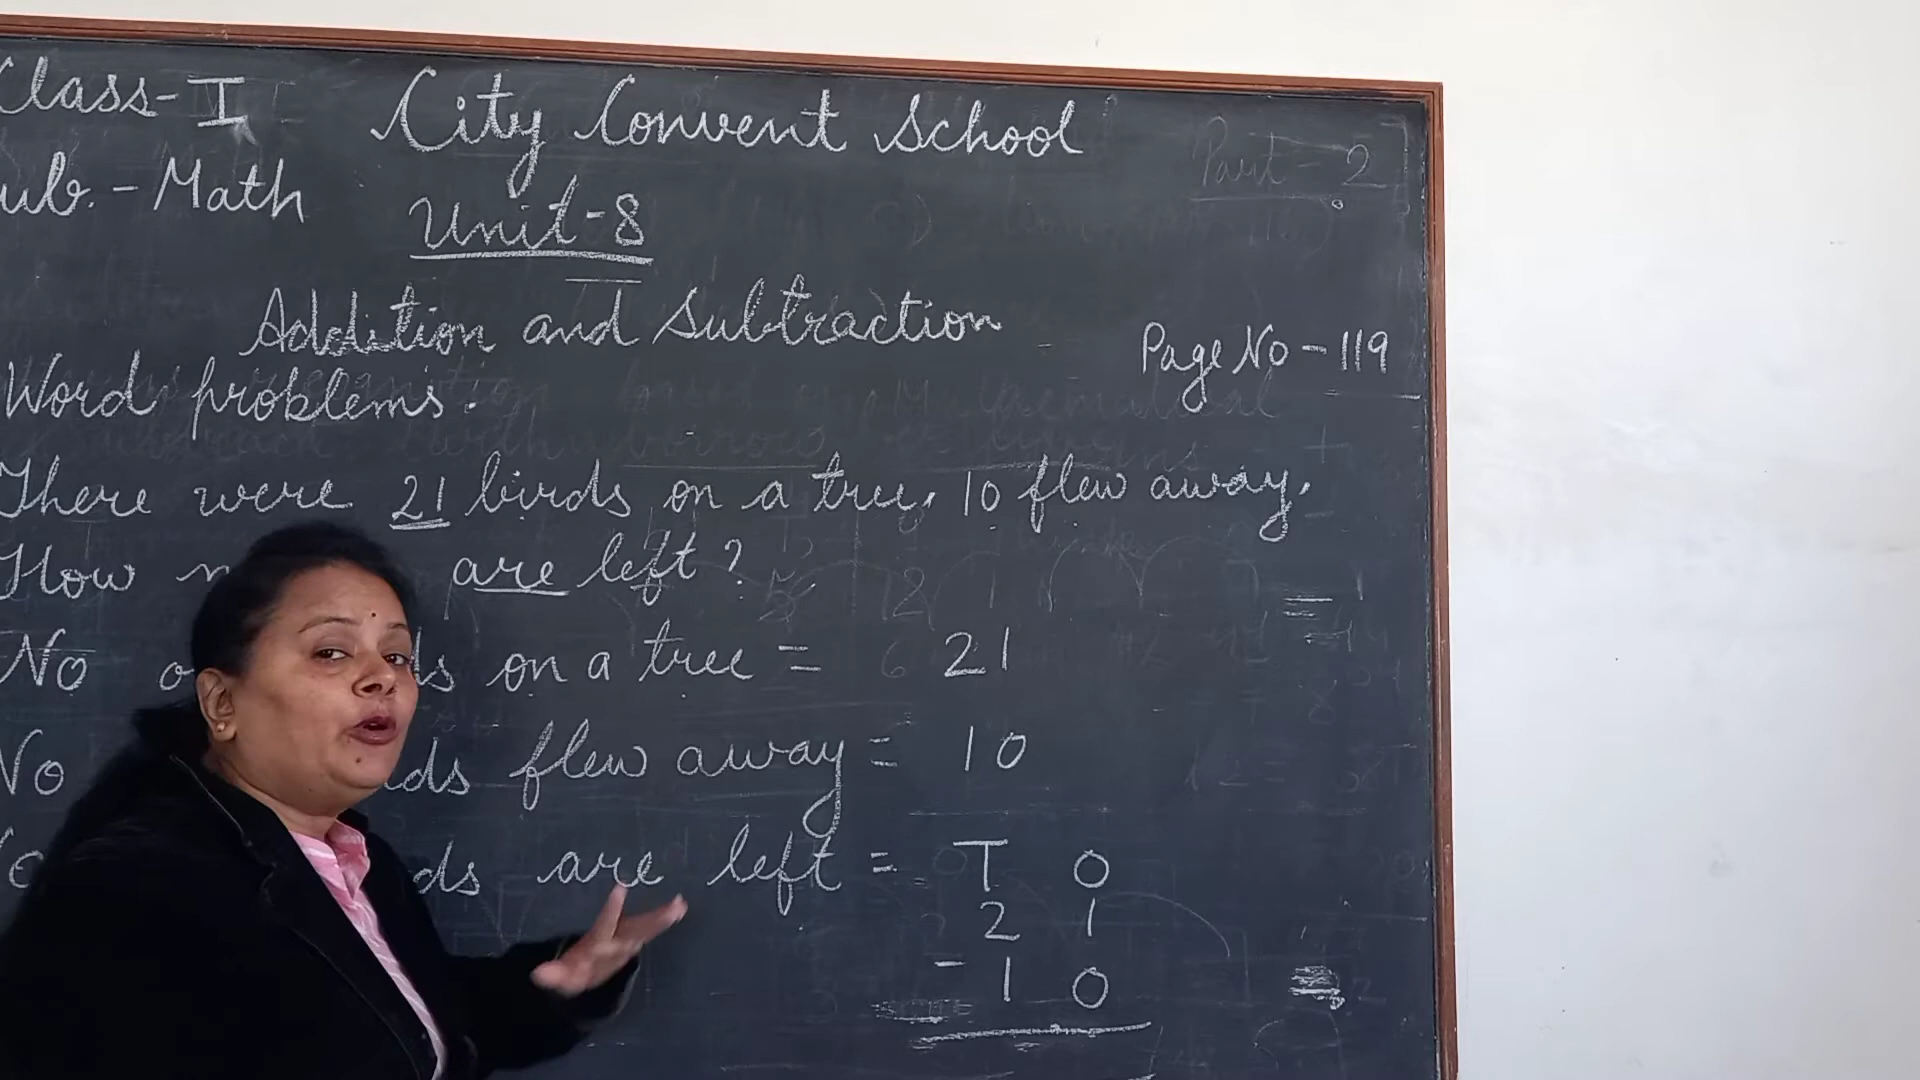 Class-I City Convent School
Part-2
Sub.-Math
Unit-8
Addition and Subtraction
Page No-119
Word problems.
There were 21 birds on a tree. 10 flew away.
How are left?
No on a tree = 21
No flew away = 10
are left = T O
2 1
- 1 0